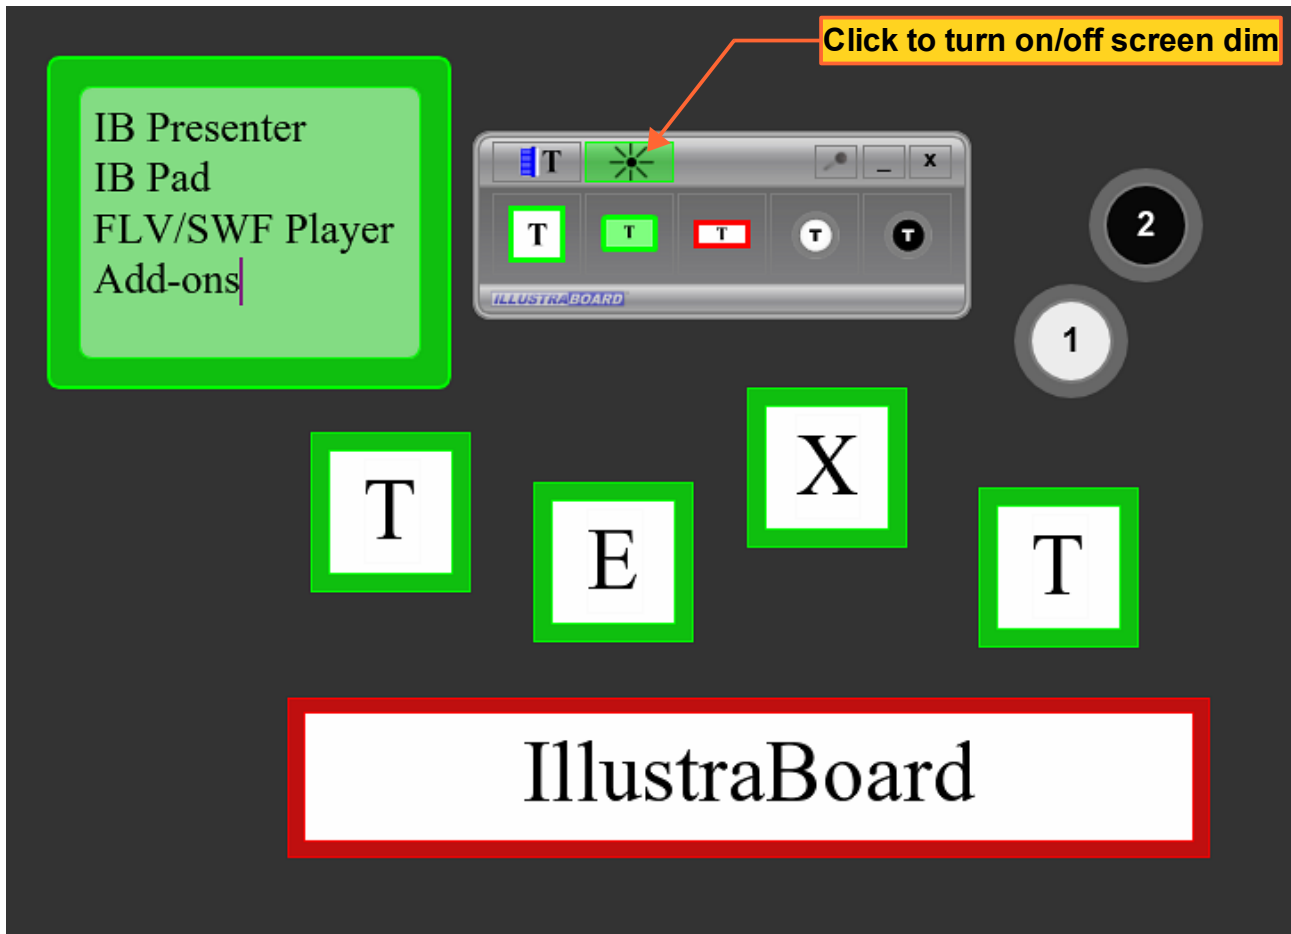 Click to turn on/off screen dim
IB Presenter
IB Pad
FLV/SWF Player
Add-ons
T
_ x
T T T T T
ILLUSTRABOARD
2
1
T E X T
IllustraBoard